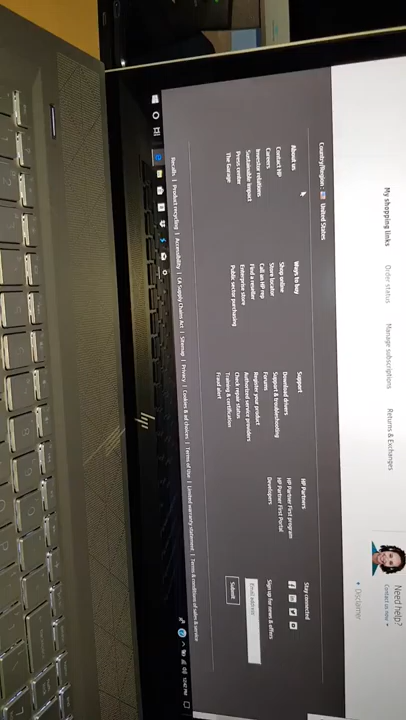 My shopping links
Order status
Manage subscriptions
Returns & Exchanges
Need help?
Contact us now
Disclaimer
Country/Region: United States
About us
Contact HP
Careers
Investor relations
Sustainable Impact
Press center
The Garage
Ways to buy
Shop online
Store locator
Call an HP rep
Find a reseller
Enterprise store
Public sector purchasing
Support
Download drivers
Support & troubleshooting
Forums
Register your product
Authorized service providers
Check repair status
Training & certification
Fraud alert
HP Partners
HP Partner First program
HP Partner First Portal
Developers
Stay connected
Sign up for news & offers
Email address
Submit
Recalls | Product recycling | Accessibility | CA Supply Chains Act | Sitemap | Privacy | Cookies & ad choices | Terms of Use | Limited warranty statement | Terms & conditions of sales & service